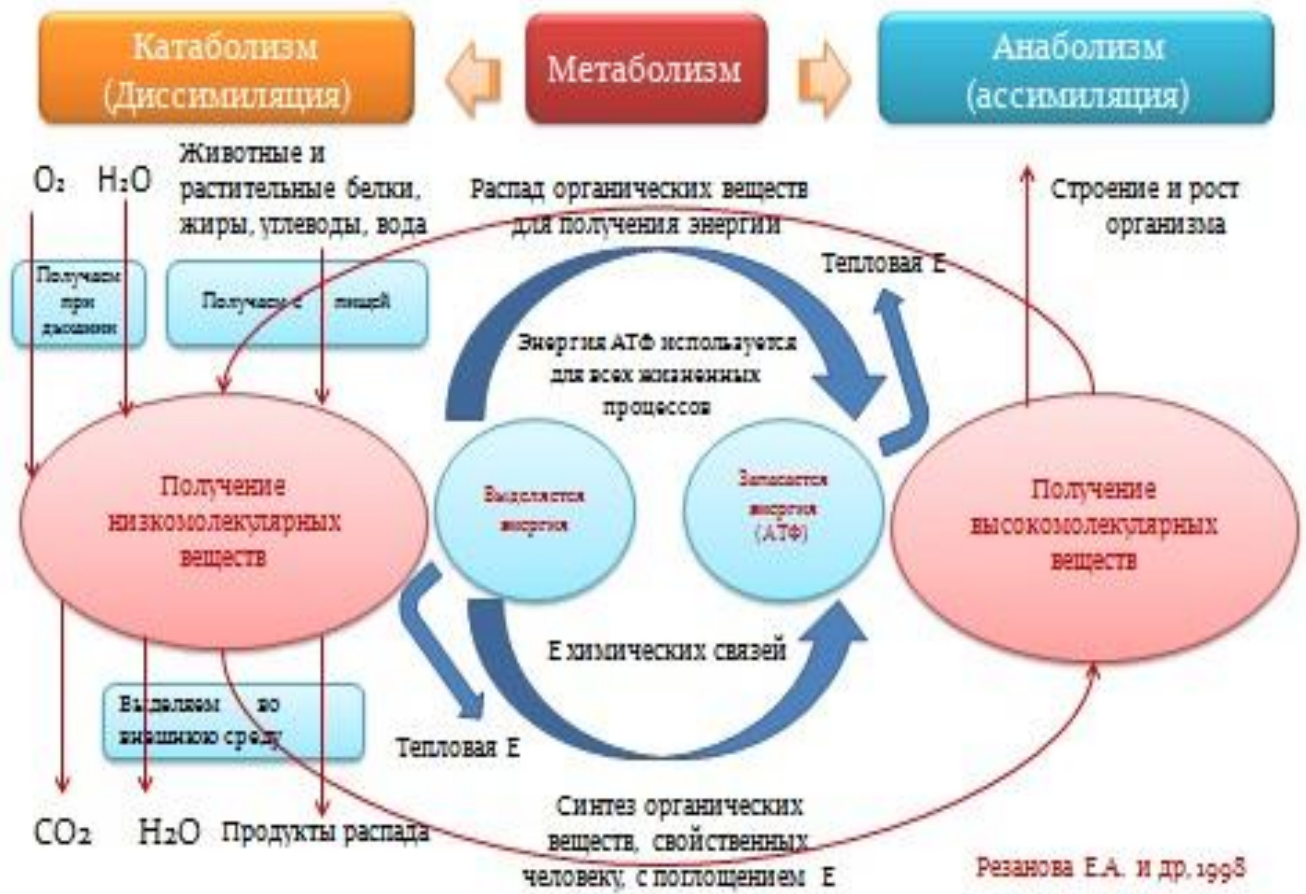 Катаболизм
(Диссимиляция)
Метаболизм
Анаболизм
(ассимиляция)
O₂
H₂O
Животные и
растительные белки,
жиры, углеводы, вода
Распад органических веществ
для получения энергии
Тепловая Е
Строение и рост
организма
Получаем
при
дыхании
Получаем с пищей
Энергия АТФ используется
для всех жизненных
процессов
Получение
низкомолекулярных
веществ
Выделяется
энергия
Запасается
энергия
(АТФ)
Получение
высокомолекулярных
веществ
Е химических связей
Выделяем во
внешнюю среду
Тепловая Е
CO2
H2O
Продукты распада
Синтез органических
веществ, свойственных
человеку, с поглощением Е
Резанова Е.А. и др, 1998